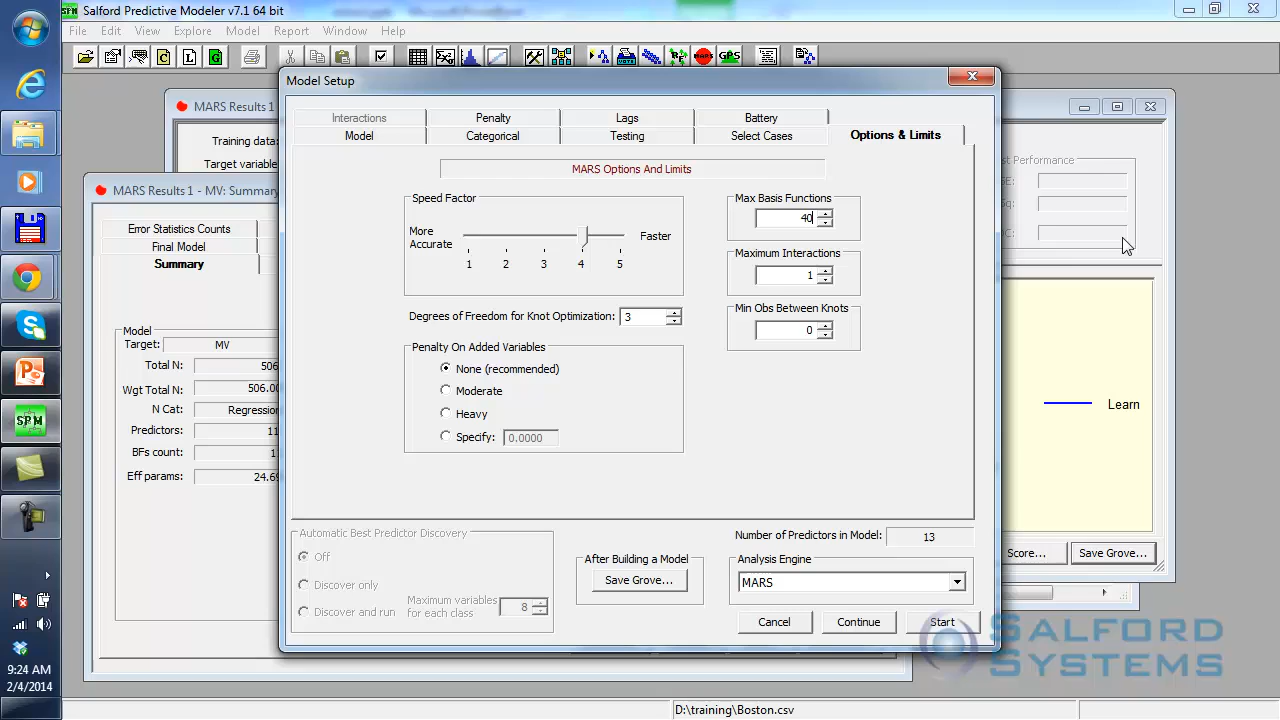 Salford Predictive Modeler v7.1 64 bit
File Edit View Explore Model Report Window Help
Model Setup
MARS Results 1
Training data:
Target variable
MARS Results 1 - MV: Summary
Error Statistics Counts
Final Model
Summary
Model
Target: MV
Total N: 506
Wgt Total N: 506.00
N Cat: Regression
Predictors: 11
BFs count: 1
Eff params: 24.69
Interactions Penalty Lags Battery
Model Categorical Testing Select Cases Options & Limits
MARS Options And Limits
Speed Factor
More Accurate
Faster
1 2 3 4 5
Degrees of Freedom for Knot Optimization: 3
Penalty On Added Variables
None (recommended)
Moderate
Heavy
Specify: 0.0000
Max Basis Functions
40
Maximum Interactions
1
Min Obs Between Knots
0
Automatic Best Predictor Discovery
Off
Discover only
Discover and run
Maximum variables for each class 8
After Building a Model
Save Grove...
Number of Predictors in Model: 13
Analysis Engine
MARS
Cancel Continue Start
Performance
Learn
Score... Save Grove...
SALFORD
SYSTEMS
SPM
9:24 AM
2/4/2014
D:\training\Boston.csv